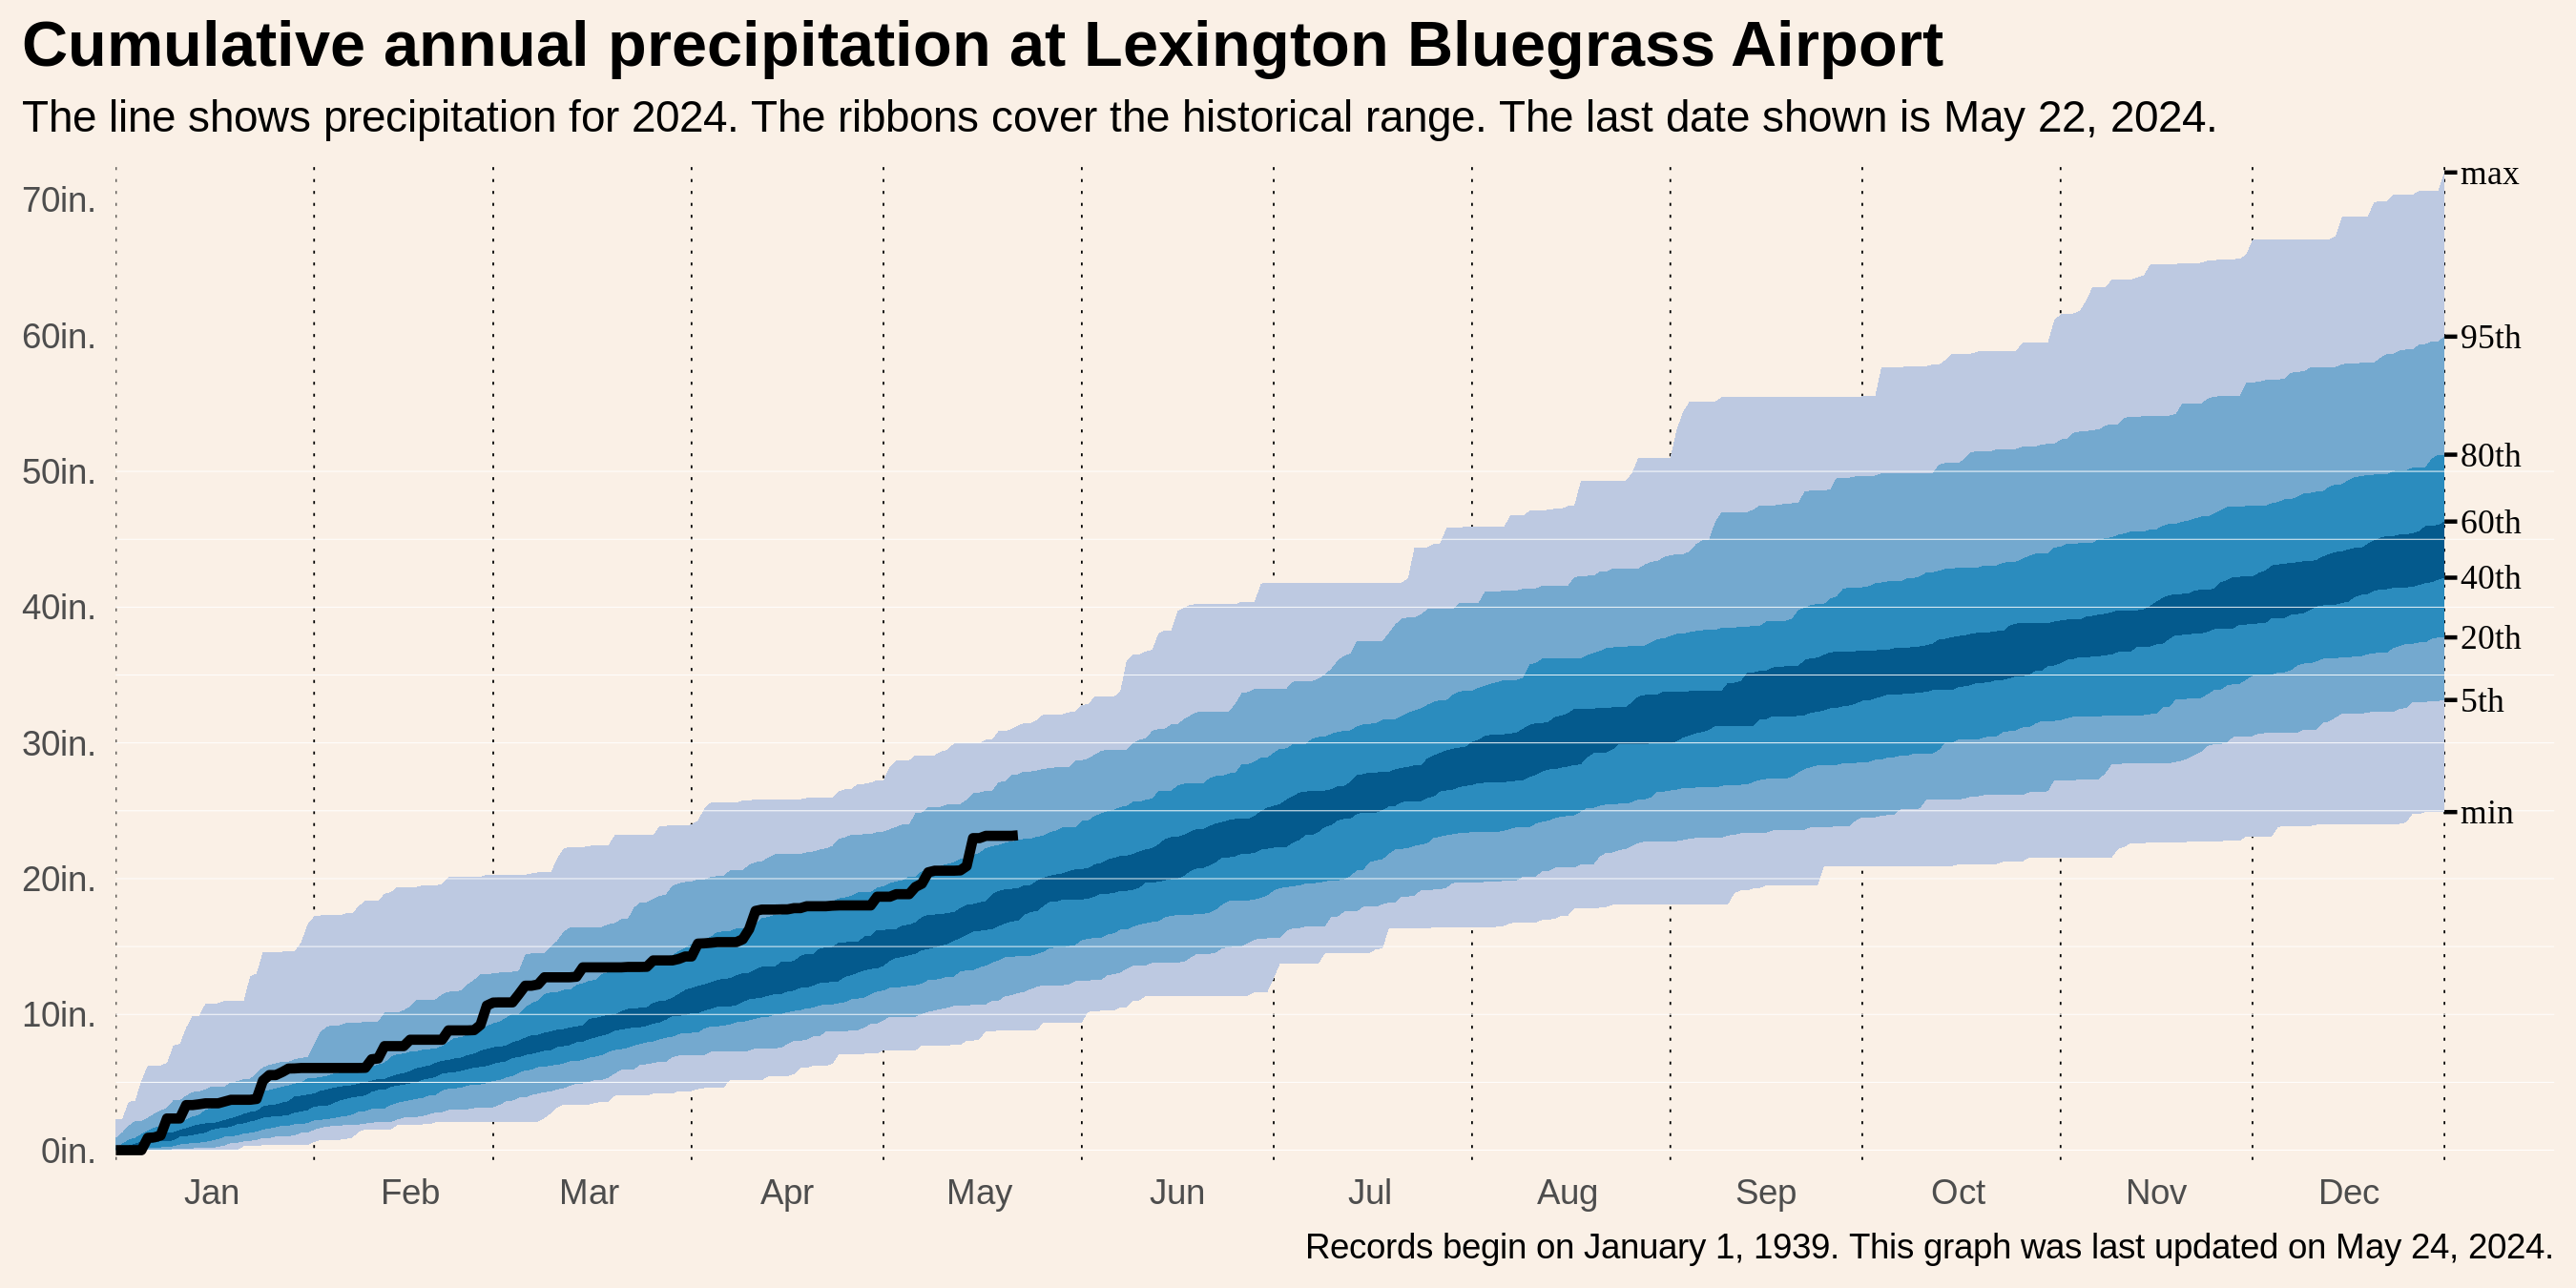 Cumulative annual precipitation at Lexington Bluegrass Airport
The line shows precipitation for 2024. The ribbons cover the historical range. The last date shown is May 22, 2024.
70in.
60in.
50in.
40in.
30in.
20in.
10in.
0in.
max
95th
80th
60th
40th
20th
5th
min
Jan Feb Mar Apr May Jun Jul Aug Sep Oct Nov Dec
Records begin on January 1, 1939. This graph was last updated on May 24, 2024.